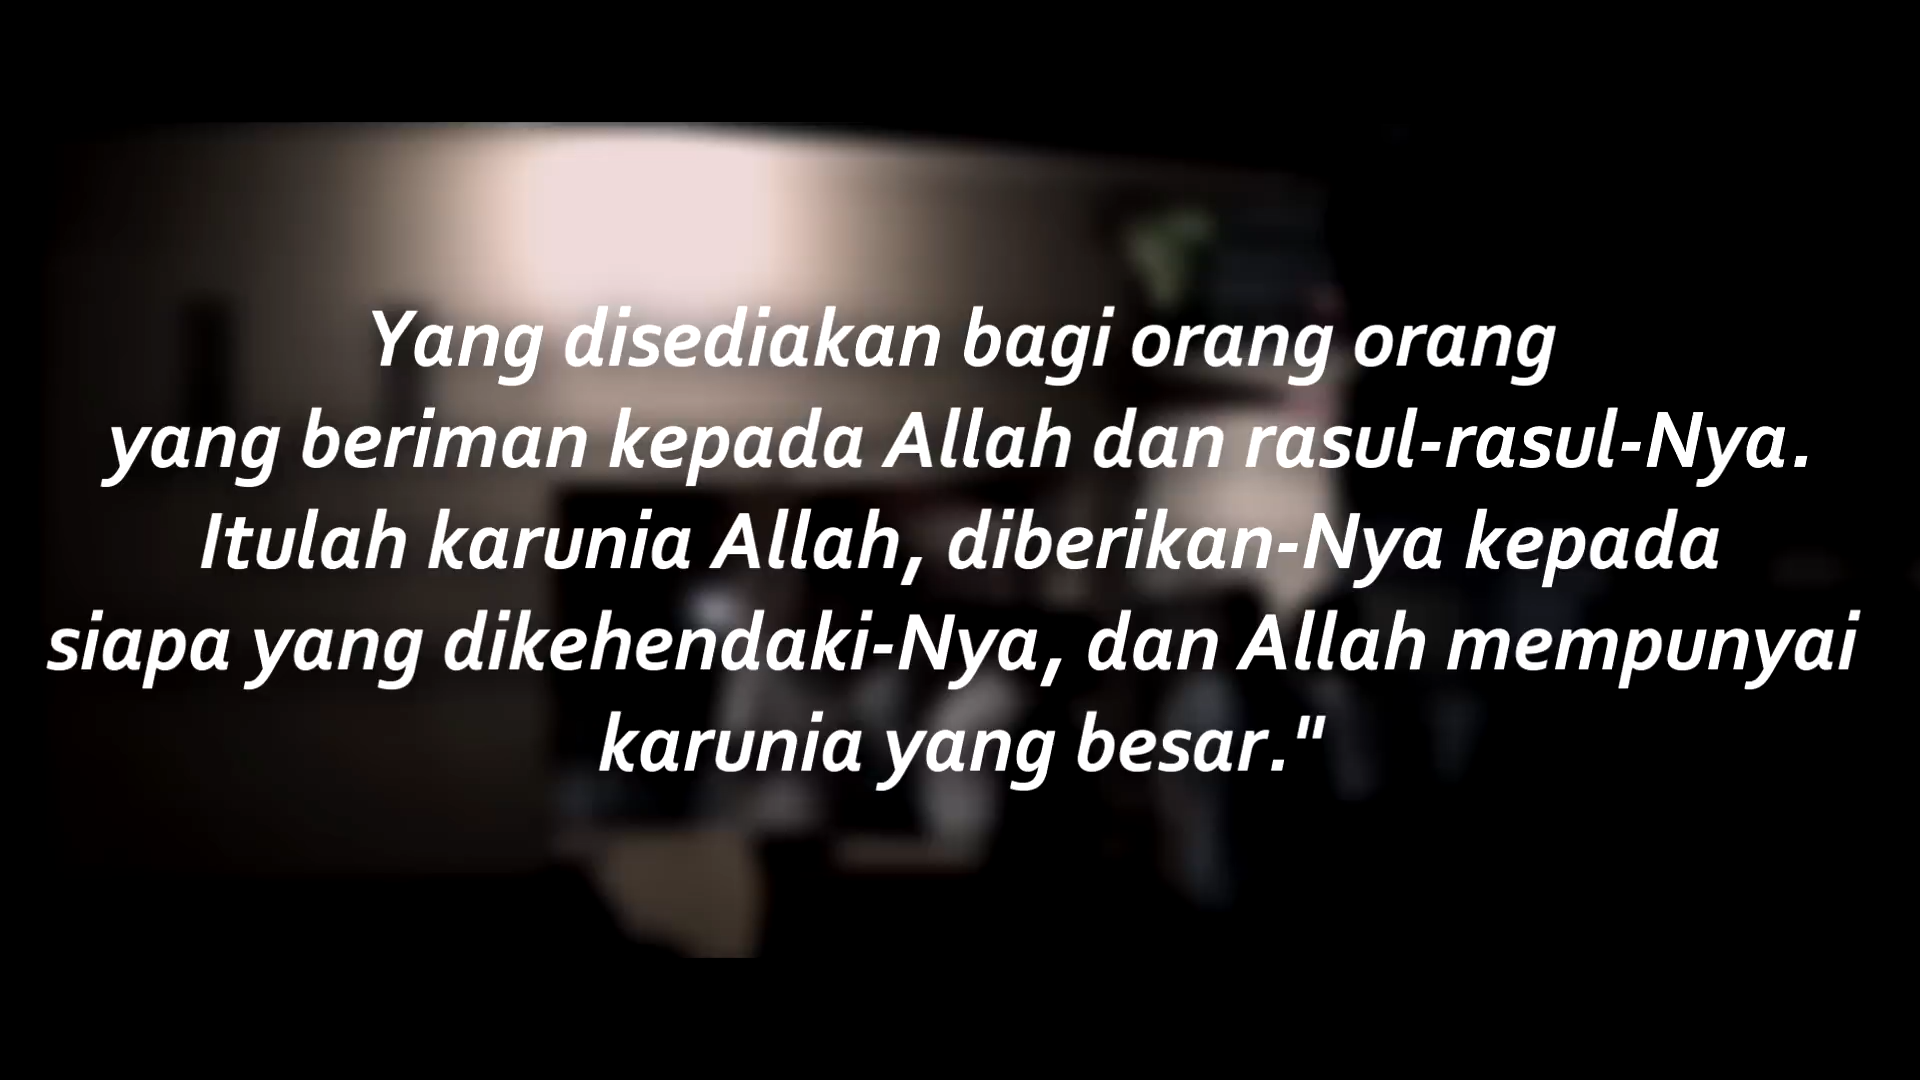 Yang disediakan bagi orang orang
yang beriman kepada Allah dan rasul-rasul-Nya.
Itulah karunia Allah, diberikan-Nya kepada
siapa yang dikehendaki-Nya, dan Allah mempunyai
karunia yang besar."